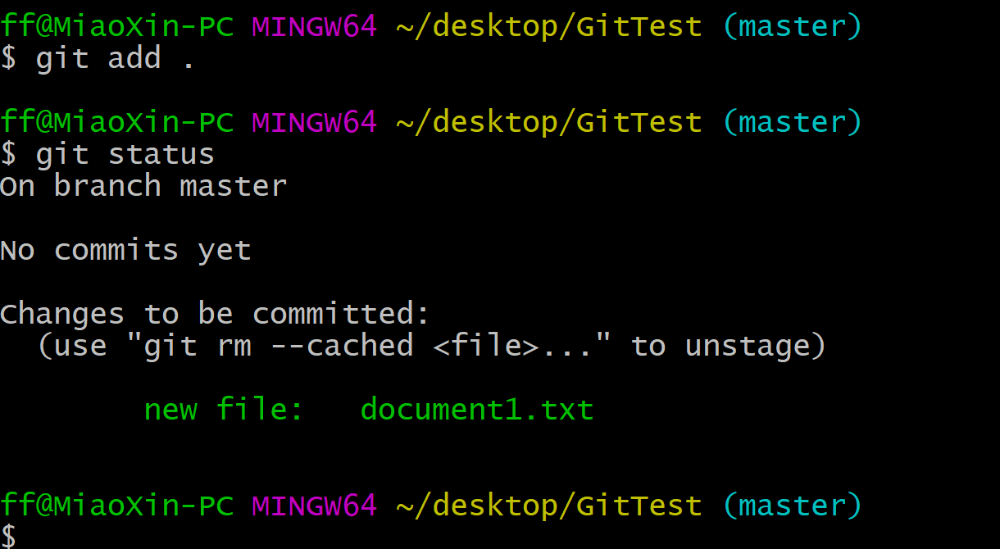 ff@MiaoXin-PC MINGW64 ~/desktop/GitTest (master)
$ git add .
ff@MiaoXin-PC MINGW64 ~/desktop/GitTest (master)
$ git status
On branch master
No commits yet
Changes to be committed:
  (use "git rm --cached <file>..." to unstage)
        new file:   document1.txt
ff@MiaoXin-PC MINGW64 ~/desktop/GitTest (master)
$